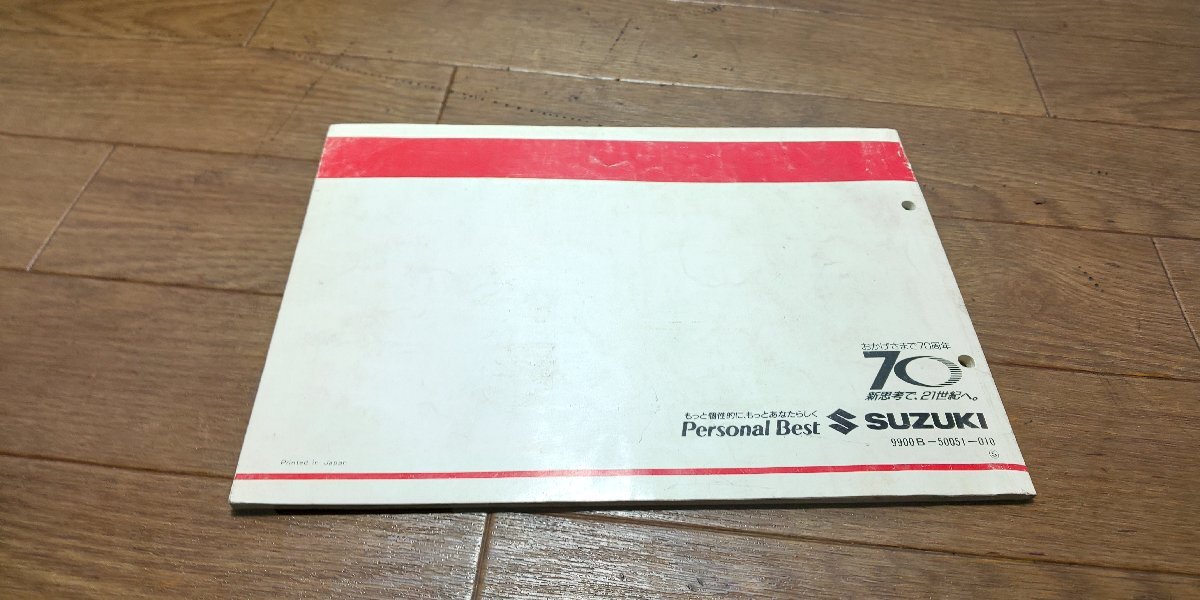 おかげさまで70周年
70
新思考で、21世紀へ。
もっと個性的に、もっとあなたらしく
Personal Best SUZUKI
9900B-50051-010
Printed in Japan